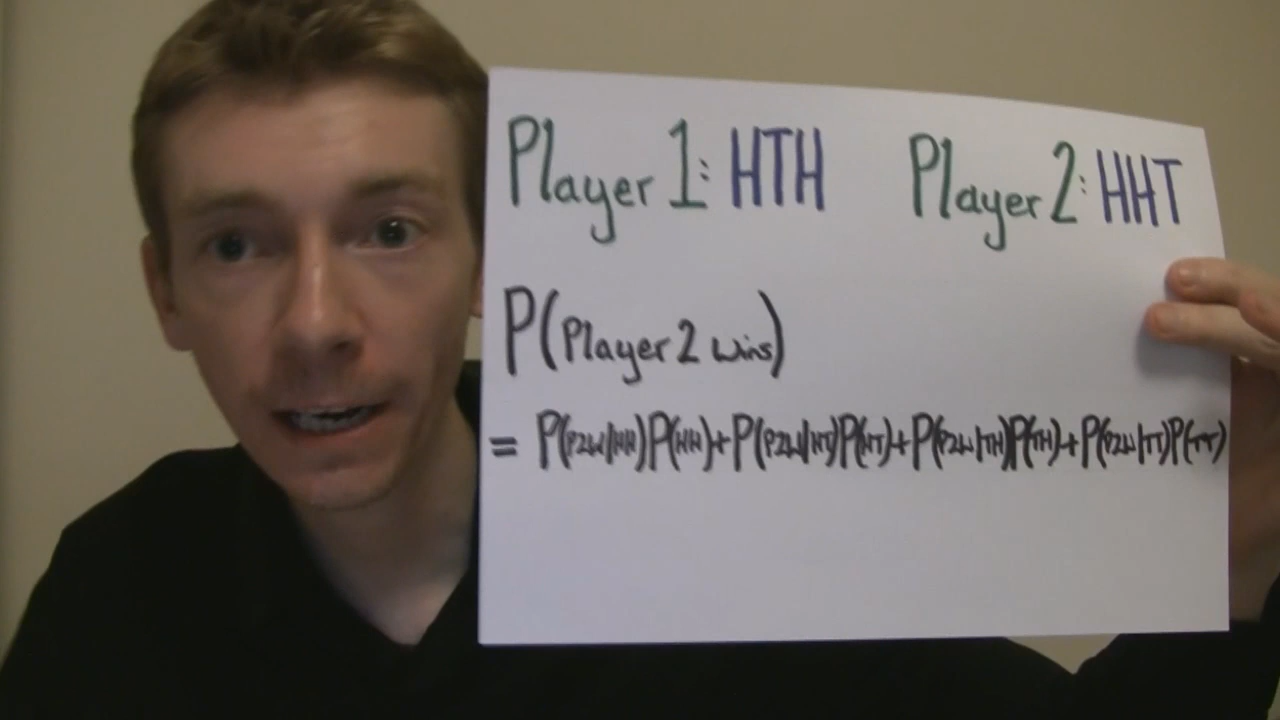 Player 1: HTH Player 2: HHT
P(Player 2 wins)
= P(P2W|HH)P(HH)+P(P2W|HT)P(HT)+P(P2W|TH)P(TH)+P(P2W|TT)P(TT)